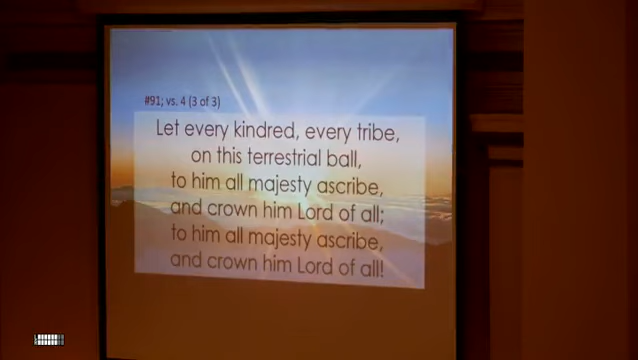 #91; vs. 4 (3 of 3)
Let every kindred, every tribe,
on this terrestrial ball,
to him all majesty ascribe,
and crown him Lord of all;
to him all majesty ascribe,
and crown him Lord of all!